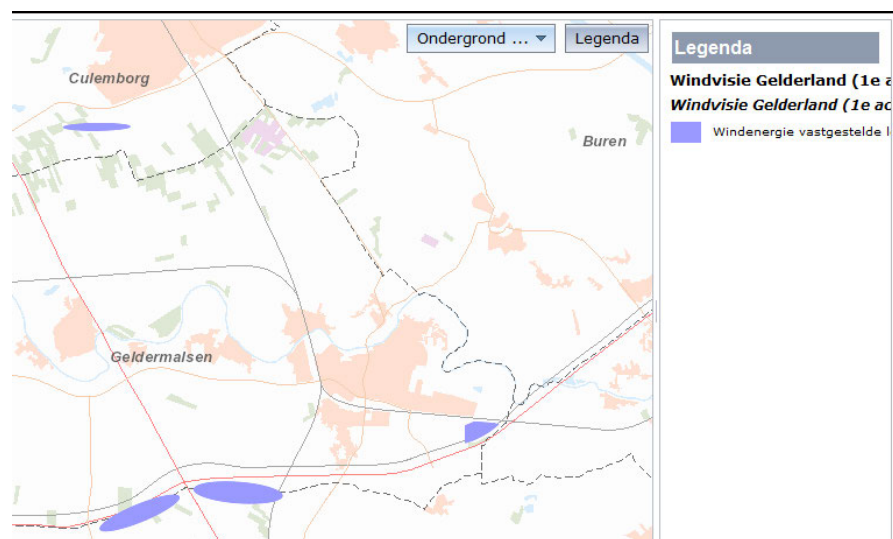 Ondergrond ...
Legenda
Culemborg
Buren
Geldermalsen
Legenda
Windvisie Gelderland (1e
Windvisie Gelderland (1e ac
Windenergie vastgestelde